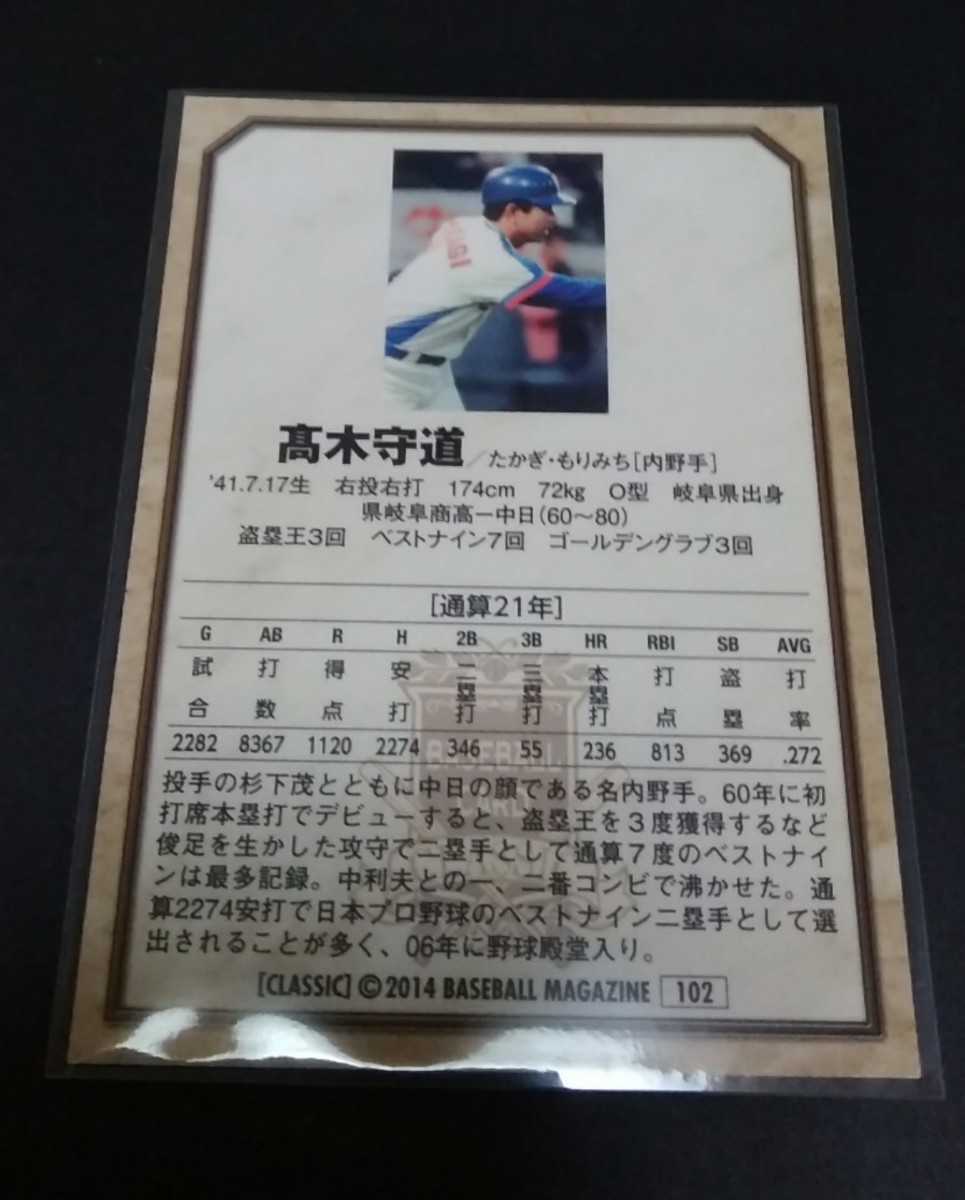 髙木守道／たかぎ・もりみち[内野手]
'41.7.17生　右投右打　174cm　72kg　O型　岐阜県出身
県岐阜商高―中日(60～80)
盗塁王3回　ベストナイン7回　ゴールデングラブ3回
[通算21年]
G AB R H 2B 3B HR RBI SB AVG
試合 打数 得点 安打 二塁打 三塁打 本塁打 打点 盗塁 打率
2282 8367 1120 2274 346 55 236 813 369 .272
投手の杉下茂とともに中日の顔である名内野手。60年に初
打席本塁打でデビューすると、盗塁王を3度獲得するなど
俊足を生かした攻守で二塁手として通算7度のベストナイ
ンは最多記録。中利夫との一、二番コンビで沸かせた。通
算2274安打で日本プロ野球のベストナイン二塁手として選
出されることが多く、06年に野球殿堂入り。
[CLASSIC] ©2014 BASEBALL MAGAZINE 102
BASEBALL